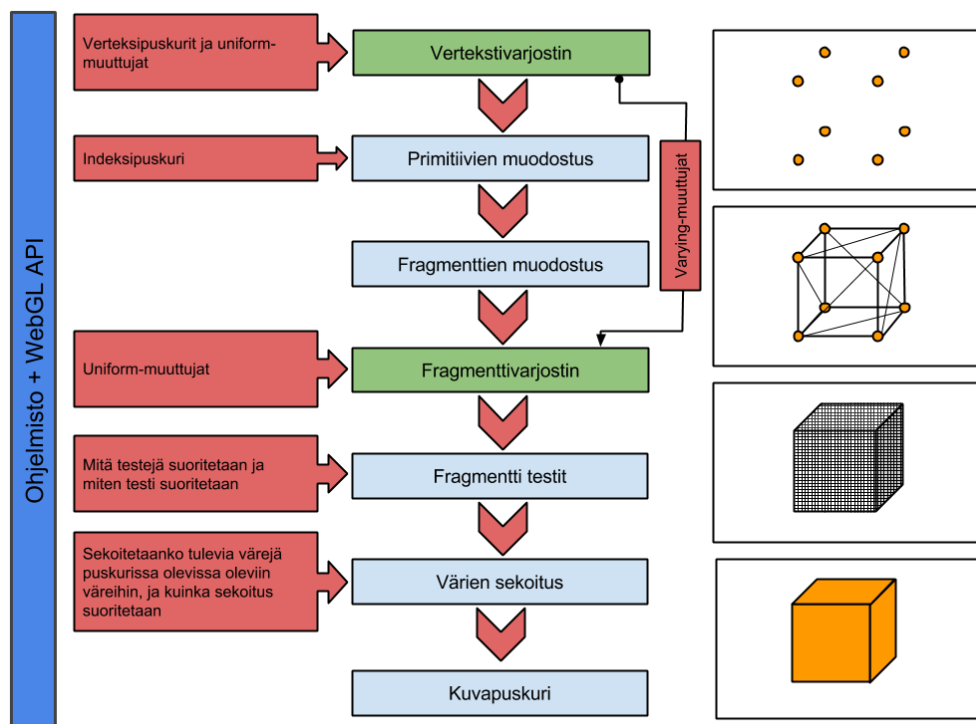 Ohjelmisto + WebGL API
Verteksipuskurit ja uniform-
muuttujat
Vertekstivarjostin
Indeksipuskuri
Primitiivien muodostus
Varying-muuttujat
Fragmenttien muodostus
Uniform-muuttujat
Fragmenttivarjostin
Mitä testejä suoritetaan ja
miten testi suoritetaan
Fragmentti testit
Sekoitetaanko tulevia värejä
puskurissa olevissa oleviin
väreihin, ja kuinka sekoitus
suoritetaan
Värien sekoitus
Kuvapuskuri